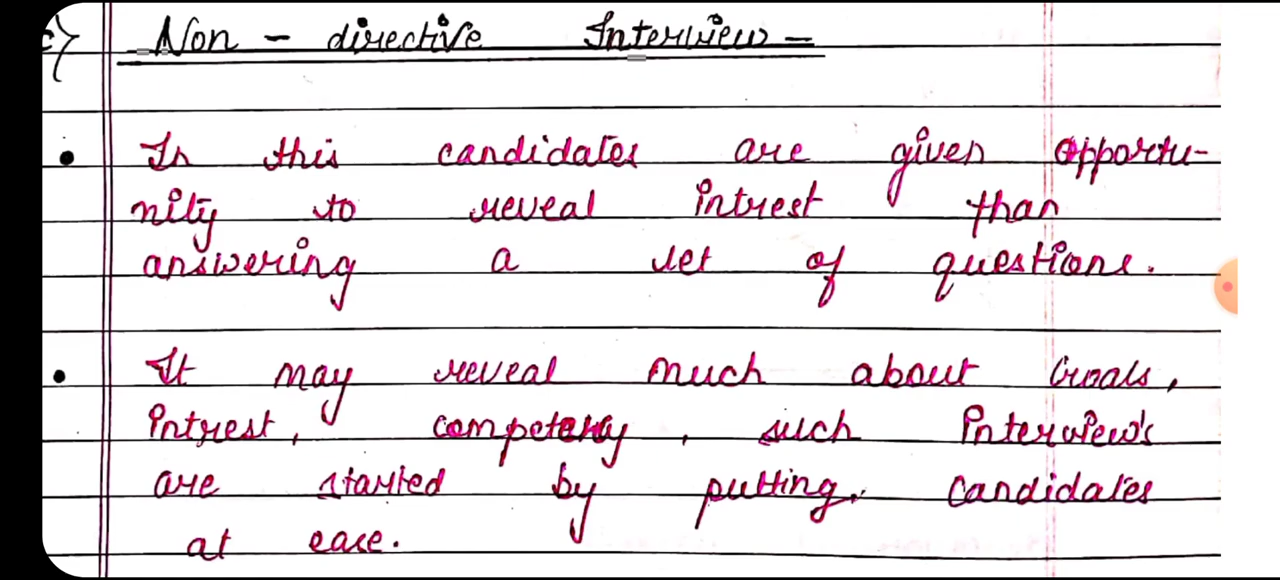 c) Non - directive Interview -
• In this candidates are given opportu-
nity to reveal intrest than
answering a set of questions.
• It may reveal much about Goals,
intrest, competency, such interview's
are started by putting, candidates
at ease.